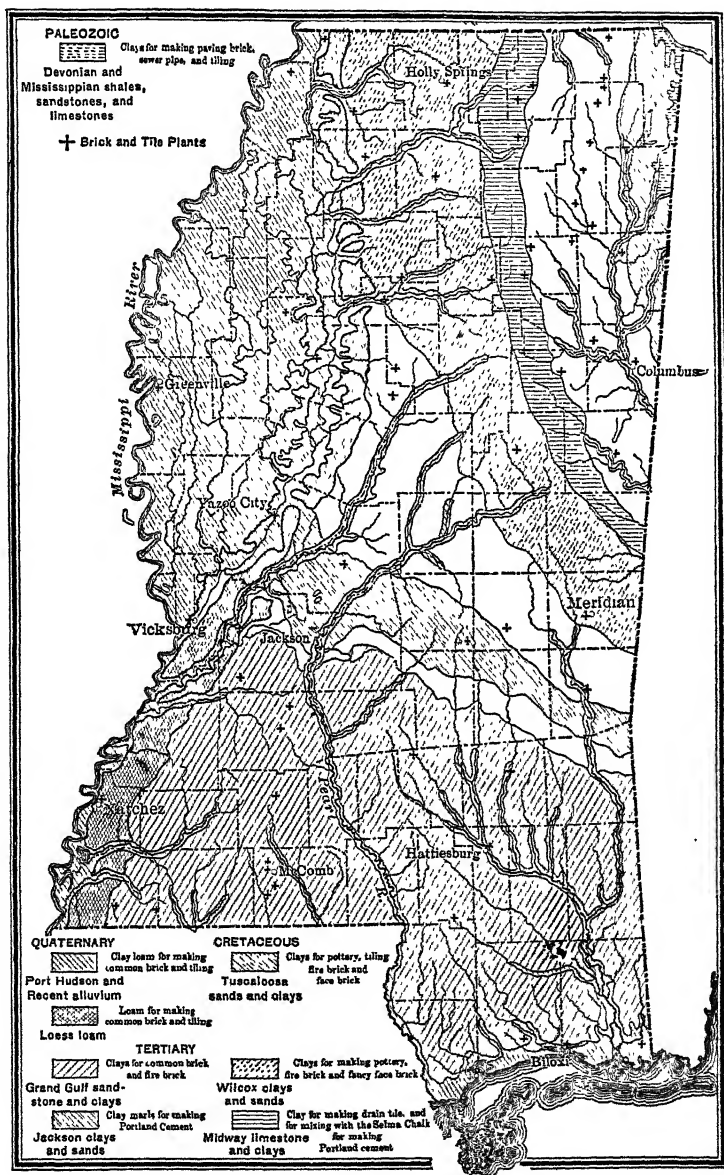 PALEOZOIC
Clays for making paving brick,
sewer pipe, and tiling
Devonian and
Mississippian shales,
sandstones, and
limestones
Brick and Tile Plants
Holly Springs
Mississippi River
Greenville
Columbus
Yazoo City
Vicksburg
Jackson
Meridian
Natchez
Pearl
Hattiesburg
McComb
Biloxi
QUATERNARY
Clay loam for making
common brick and tiling
Port Hudson and
Recent alluvium
Loam for making
common brick and tiling
Loess loam
CRETACEOUS
Clays for pottery, tiling
fire brick and
face brick
Tuscaloosa
sands and clays
TERTIARY
Clays for common brick
and fire brick
Grand Gulf sand-
stone and clays
Clay marls for making
Portland Cement
Jackson clays
and sands
Clays for making pottery,
fire brick and fancy face brick
Wilcox clays
and sands
Clay for making drain tile, and
for mixing with the Selma Chalk
for making
Portland cement
Midway limestone
and clays